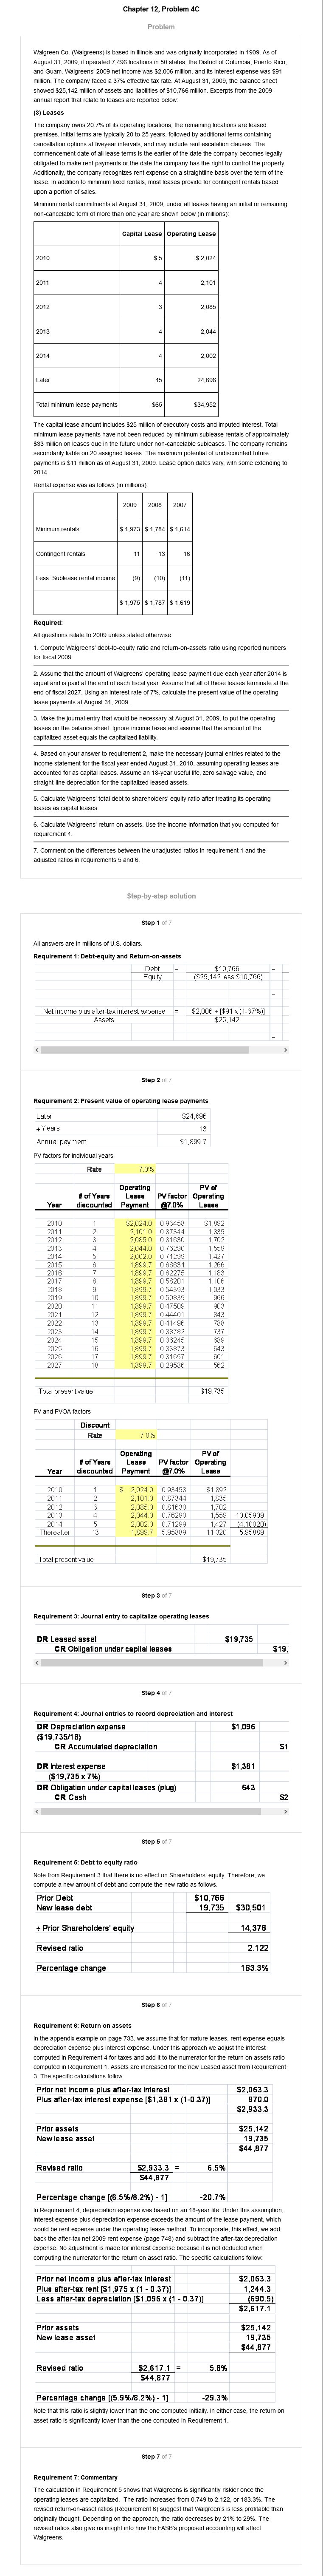 Chapter 12, Problem 4C
Problem
Walgreen Co. (Walgreens) is based in Illinois and was originally incorporated in 1909. As of
August 31, 2009, it operated 7,496 locations in 50 states, the District of Columbia, Puerto Rico,
and Guam. Walgreens' 2009 net income was $2,006 million, and its interest expense was $91
million. The company faced a 37% effective tax rate. At August 31, 2009, the balance sheet
showed $25,142 million of assets and liabilities of $10,766 million. Excerpts from the 2009
annual report that relate to leases are reported below:
(3) Leases
The company owns 20.7% of its operating locations; the remaining locations are leased
premises. Initial terms are typically 20 to 25 years, followed by additional terms containing
cancellation options at fiveyear intervals, and may include rent escalation clauses. The
commencement date of all lease terms is the earlier of the date the company becomes legally
obligated to make rent payments or the date the company has the right to control the property.
Additionally, the company recognizes rent expense on a straightline basis over the term of the
lease. In addition to minimum fixed rentals, most leases provide for contingent rentals based
upon a portion of sales.
Minimum rental commitments at August 31, 2009, under all leases having an initial or remaining
non-cancelable term of more than one year are shown below (in millions):
Capital Lease Operating Lease
2010 $ 5 $ 2,024
2011 4 2,101
2012 3 2,085
2013 4 2,044
2014 4 2,002
Later 45 24,696
Total minimum lease payments $65 $34,952
The capital lease amount includes $25 million of executory costs and imputed interest. Total
minimum lease payments have not been reduced by minimum sublease rentals of approximately
$33 million on leases due in the future under non-cancelable subleases. The company remains
secondarily liable on 20 assigned leases. The maximum potential of undiscounted future
payments is $11 million as of August 31, 2009. Lease option dates vary, with some extending to
2014.
Rental expense was as follows (in millions):
2009 2008 2007
Minimum rentals $ 1,973 $ 1,784 $ 1,614
Contingent rentals 11 13 16
Less: Sublease rental income (9) (10) (11)
$ 1,975 $ 1,787 $ 1,619
Required:
All questions relate to 2009 unless stated otherwise.
1. Compute Walgreens' debt-to-equity ratio and return-on-assets ratio using reported numbers
for fiscal 2009.
2. Assume that the amount of Walgreens' operating lease payment due each year after 2014 is
equal and is paid at the end of each fiscal year. Assume that all of these leases terminate at the
end of fiscal 2027. Using an interest rate of 7%, calculate the present value of the operating
lease payments at August 31, 2009.
3. Make the journal entry that would be necessary at August 31, 2009, to put the operating
leases on the balance sheet. Ignore income taxes and assume that the amount of the
capitalized asset equals the capitalized liability.
4. Based on your answer to requirement 2, make the necessary journal entries related to the
income statement for the fiscal year ended August 31, 2010, assuming operating leases are
accounted for as capital leases. Assume an 18-year useful life, zero salvage value, and
straight-line depreciation for the capitalized leased assets.
5. Calculate Walgreens' total debt to shareholders' equity ratio after treating its operating
leases as capital leases.
6. Calculate Walgreens' return on assets. Use the income information that you computed for
requirement 4.
7. Comment on the differences between the unadjusted ratios in requirement 1 and the
adjusted ratios in requirements 5 and 6.
Step-by-step solution
Step 1 of 7
All answers are in millions of U.S. dollars.
Requirement 1: Debt-equity and Return-on-assets
Debt = $10,766 =
Equity ($25,142 less $10,766)
=
Net income plus after-tax interest expense = $2,006 + [$91 x (1-37%)]
Assets $25,142
=
Step 2 of 7
Requirement 2: Present value of operating lease payments
Later $24,696
÷ Years 13
Annual payment $1,899.7
PV factors for individual years
Rate 7.0%
Operating PV of
# of Years Lease PV factor Operating
Year discounted Payment @7.0% Lease
2010 1 $2,024.0 0.93458 $1,892
2011 2 2,101.0 0.87344 1,835
2012 3 2,085.0 0.81630 1,702
2013 4 2,044.0 0.76290 1,559
2014 5 2,002.0 0.71299 1,427
2015 6 1,899.7 0.66634 1,266
2016 7 1,899.7 0.62275 1,183
2017 8 1,899.7 0.58201 1,106
2018 9 1,899.7 0.54393 1,033
2019 10 1,899.7 0.50835 966
2020 11 1,899.7 0.47509 903
2021 12 1,899.7 0.44401 843
2022 13 1,899.7 0.41496 788
2023 14 1,899.7 0.38782 737
2024 15 1,899.7 0.36245 689
2025 16 1,899.7 0.33873 643
2026 17 1,899.7 0.31657 601
2027 18 1,899.7 0.29586 562
Total present value $19,735
PV and PVOA factors
Discount
Rate 7.0%
Operating PV of
# of Years Lease PV factor Operating
Year discounted Payment @7.0% Lease
2010 1 $ 2,024.0 0.93458 $1,892
2011 2 2,101.0 0.87344 1,835
2012 3 2,085.0 0.81630 1,702
2013 4 2,044.0 0.76290 1,559 10.05909
2014 5 2,002.0 0.71299 1,427 (4.10020)
Thereafter 13 1,899.7 5.95889 11,320 5.95889
Total present value $19,735
Step 3 of 7
Requirement 3: Journal entry to capitalize operating leases
DR Leased asset $19,735
CR Obligation under capital leases $19,
Step 4 of 7
Requirement 4: Journal entries to record depreciation and interest
DR Depreciation expense $1,096
($19,735/18)
CR Accumulated depreciation $1
DR Interest expense $1,381
($19,735 x 7%)
DR Obligation under capital leases (plug) 643
CR Cash $2
Step 5 of 7
Requirement 5: Debt to equity ratio
Note from Requirement 3 that there is no effect on Shareholders' equity. Therefore, we
compute a new amount of debt and compute the new ratio as follows.
Prior Debt $10,766
New lease debt 19,735 $30,501
÷ Prior Shareholders' equity 14,376
Revised ratio 2.122
Percentage change 183.3%
Step 6 of 7
Requirement 6: Return on assets
In the appendix example on page 733, we assume that for mature leases, rent expense equals
depreciation expense plus interest expense. Under this approach we adjust the interest
computed in Requirement 4 for taxes and add it to the numerator for the return on assets ratio
computed in Requirement 1. Assets are increased for the new Leased asset from Requirement
3. The specific calculations follow:
Prior net income plus after-tax interest $2,063.3
Plus after-tax interest expense [$1,381 x (1-0.37)] 870.0
$2,933.3
Prior assets $25,142
New lease asset 19,735
$44,877
Revised ratio $2,933.3 = 6.5%
$44,877
Percentage change [(6.5%/8.2%) - 1] -20.7%
In Requirement 4, depreciation expense was based on an 18-year life. Under this assumption,
interest expense plus depreciation expense exceeds the amount of the lease payment, which
would be rent expense under the operating lease method. To incorporate, this effect, we add
back the after-tax net 2009 rent expense (page 748) and subtract the after-tax depreciation
expense. No adjustment is made for interest expense because it is not deducted when
computing the numerator for the return on asset ratio. The specific calculations follow:
Prior net income plus after-tax interest $2,063.3
Plus after-tax rent [$1,975 x (1 - 0.37)] 1,244.3
Less after-tax depreciation [$1,096 x (1 - 0.37)] (690.5)
$2,617.1
Prior assets $25,142
New lease asset 19,735
$44,877
Revised ratio $2,617.1 = 5.8%
$44,877
Percentage change [(5.9%/8.2%) - 1] -29.3%
Note that this ratio is slightly lower than the one computed initially. In either case, the return on
asset ratio is significantly lower than the one computed in Requirement 1.
Step 7 of 7
Requirement 7: Commentary
The calculation in Requirement 5 shows that Walgreens is significantly riskier once the
operating leases are capitalized. The ratio increased from 0.749 to 2.122, or 183.3%. The
revised return-on-asset ratios (Requirement 6) suggest that Walgreen's is less profitable than
originally thought. Depending on the approach, the ratio decreases by 21% to 29%. The
revised ratios also give us insight into how the FASB's proposed accounting will affect
Walgreens.